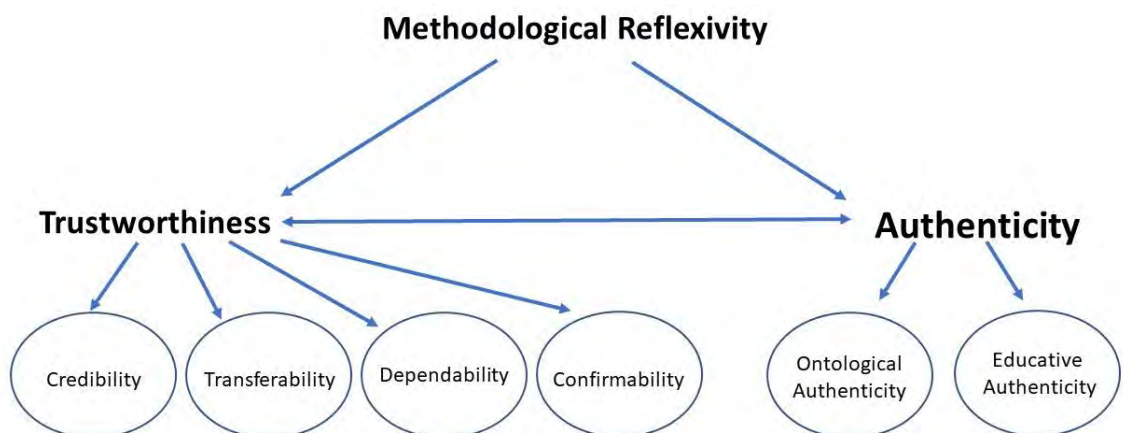 Methodological Reflexivity
Trustworthiness
Authenticity
Credibility
Transferability
Dependability
Confirmability
Ontological
Authenticity
Educative
Authenticity